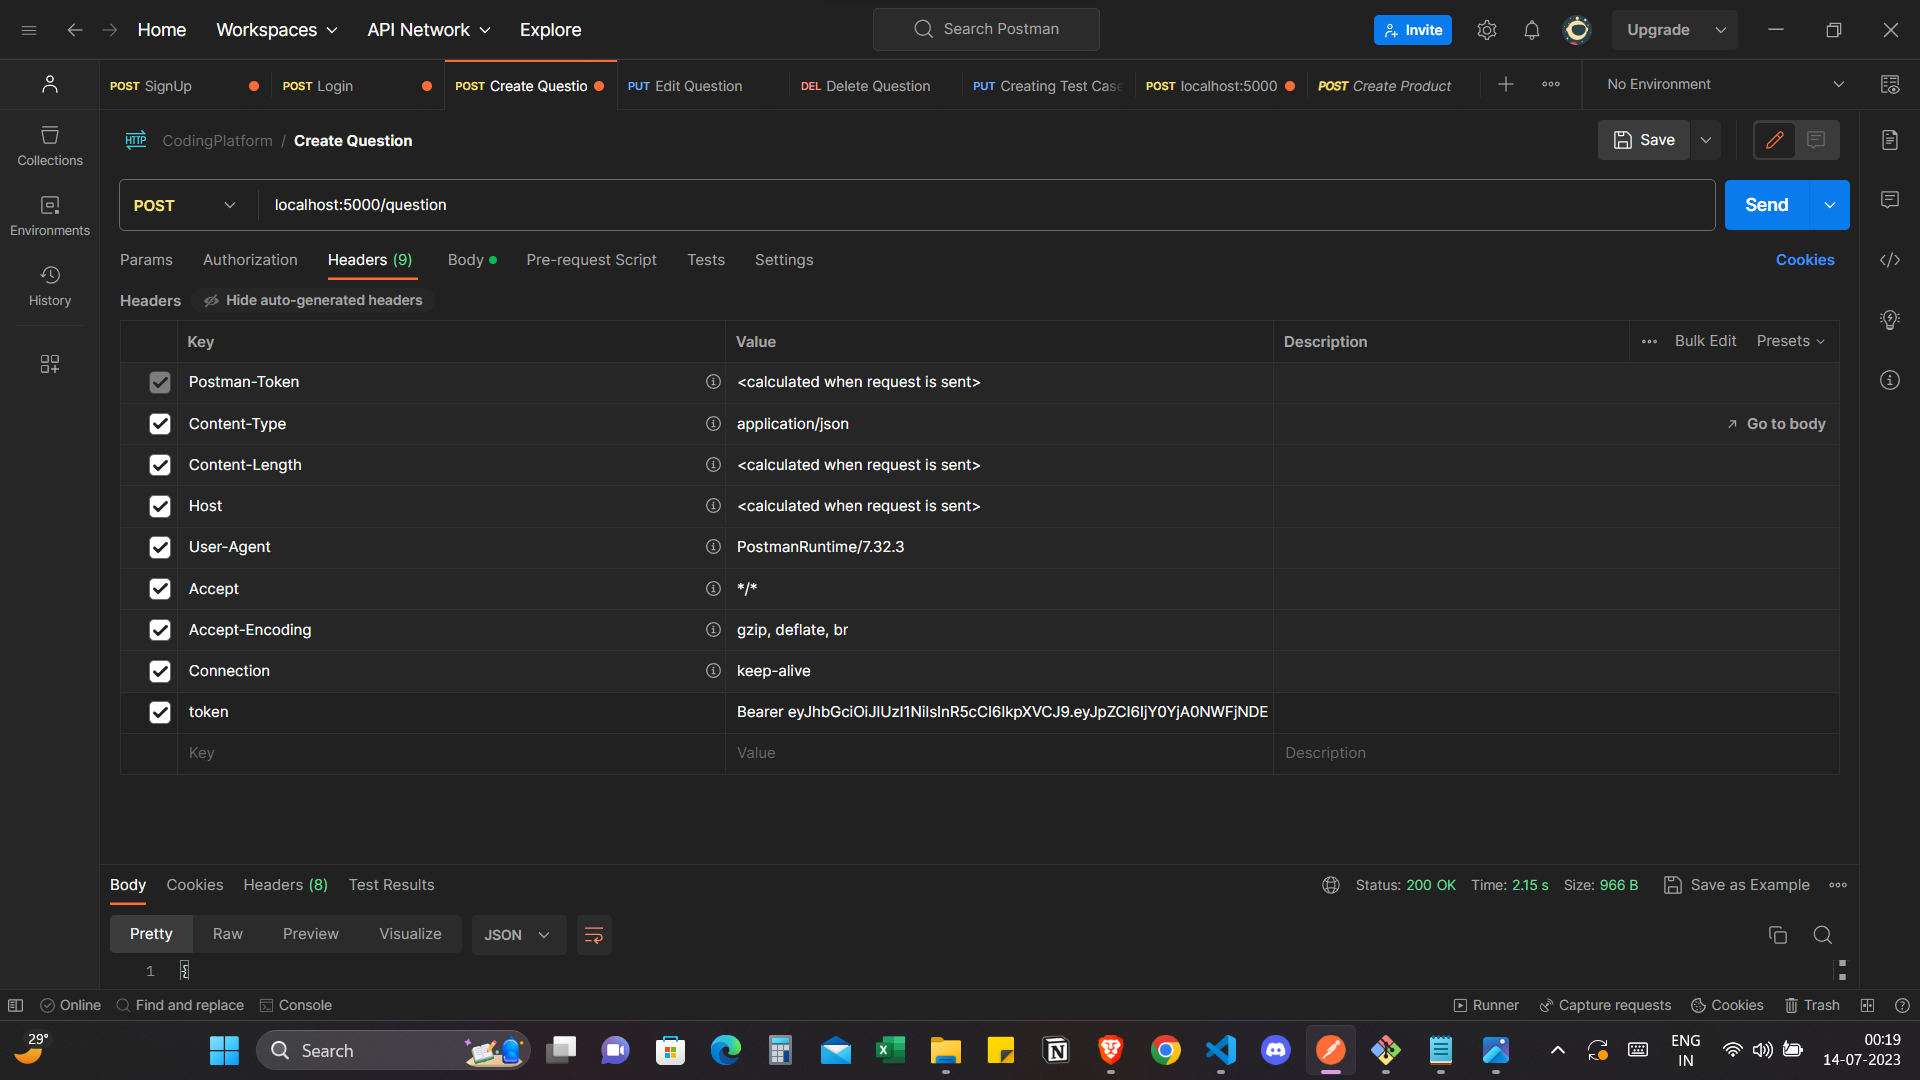 Home Workspaces API Network Explore Search Postman Invite Upgrade
POST SignUp POST Login POST Create Questio PUT Edit Question DEL Delete Question PUT Creating Test Case POST localhost:5000 POST Create Product No Environment
CodingPlatform / Create Question Save
Collections
POST localhost:5000/question Send
Environments
Params Authorization Headers (9) Body Pre-request Script Tests Settings Cookies
History
Headers Hide auto-generated headers
Key Value Description Bulk Edit Presets
Postman-Token <calculated when request is sent>
Content-Type application/json Go to body
Content-Length <calculated when request is sent>
Host <calculated when request is sent>
User-Agent PostmanRuntime/7.32.3
Accept */*
Accept-Encoding gzip, deflate, br
Connection keep-alive
token Bearer eyJhbGciOiJIUzI1NiIsInR5cCI6IkpXVCJ9.eyJpZCI6IjY0YjA0NWFjNDE
Key Value Description
Body Cookies Headers (8) Test Results Status: 200 OK Time: 2.15 s Size: 966 B Save as Example
Pretty Raw Preview Visualize JSON
1 {
Online Find and replace Console Runner Capture requests Cookies Trash
29° Search ENG 00:19
IN 14-07-2023